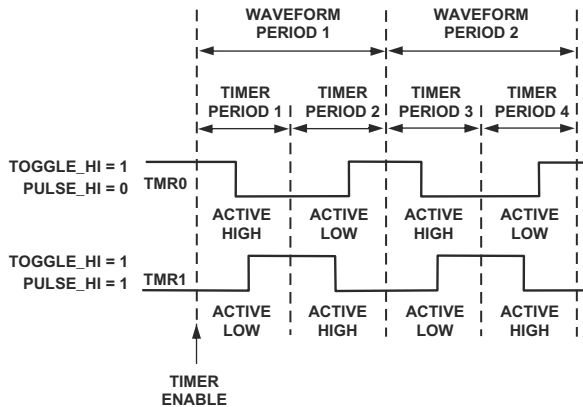 WAVEFORM
PERIOD 1
WAVEFORM
PERIOD 2
TIMER
PERIOD 1
TIMER
PERIOD 2
TIMER
PERIOD 3
TIMER
PERIOD 4
TOGGLE_HI = 1
PULSE_HI = 0
TMR0
ACTIVE
HIGH
ACTIVE
LOW
ACTIVE
HIGH
ACTIVE
LOW
TOGGLE_HI = 1
PULSE_HI = 1
TMR1
ACTIVE
LOW
ACTIVE
HIGH
ACTIVE
LOW
ACTIVE
HIGH
TIMER
ENABLE